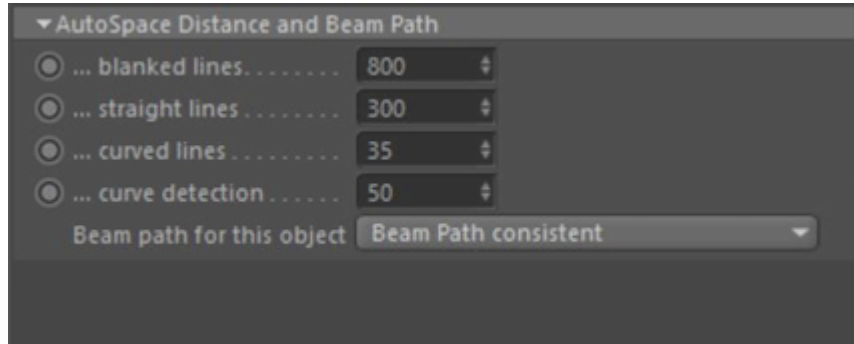 AutoSpace Distance and Beam Path
... blanked lines........ 800
... straight lines........ 300
... curved lines......... 35
... curve detection...... 50
Beam path for this object Beam Path consistent